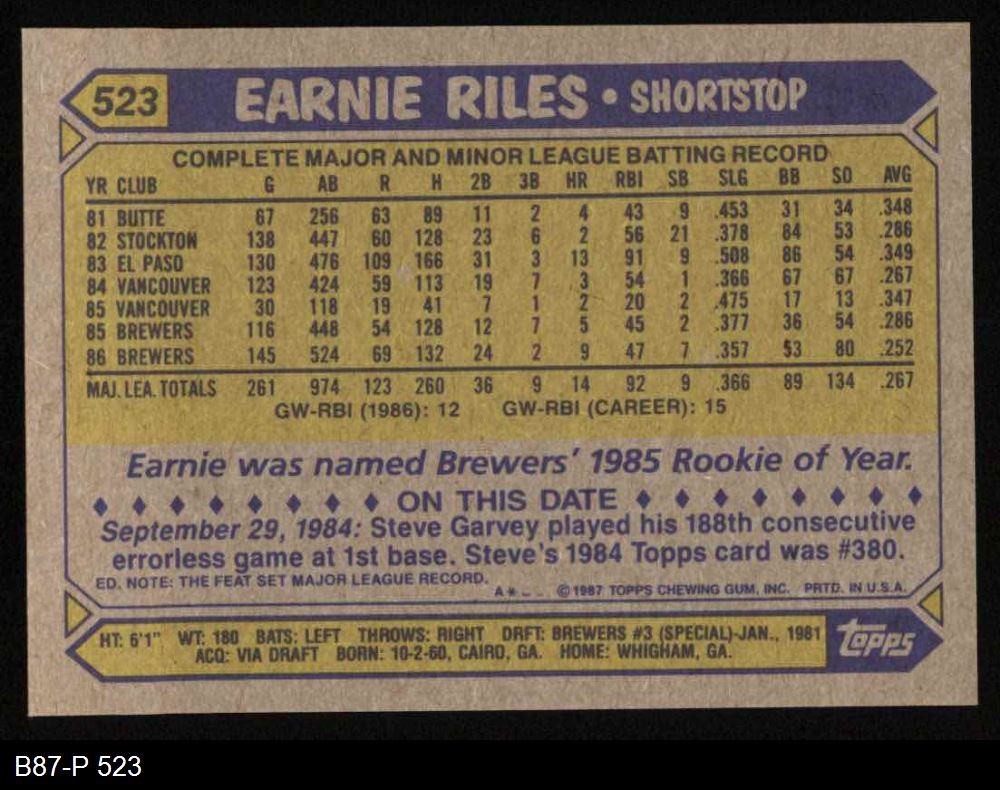 523 EARNIE RILES • SHORTSTOP
COMPLETE MAJOR AND MINOR LEAGUE BATTING RECORD
YR CLUB G AB R H 2B 3B HR RBI SB SLG BB SO AVG
81 BUTTE 67 256 63 89 11 2 4 43 9 .453 31 34 .348
82 STOCKTON 138 447 60 128 23 6 2 56 21 .378 84 53 .286
83 EL PASO 130 476 109 166 31 3 13 91 9 .508 86 54 .349
84 VANCOUVER 123 424 59 113 19 7 3 54 1 .366 67 67 .267
85 VANCOUVER 30 118 19 41 7 1 2 20 2 .475 17 13 .347
85 BREWERS 116 448 54 128 12 7 5 45 2 .377 36 54 .286
86 BREWERS 145 524 69 132 24 2 9 47 7 .357 53 80 .252
MAJ. LEA. TOTALS 261 974 123 260 36 9 14 92 9 .366 89 134 .267
GW-RBI (1986): 12 GW-RBI (CAREER): 15
Earnie was named Brewers' 1985 Rookie of Year.
♦ ♦ ♦ ♦ ♦ ♦ ♦ ♦ ON THIS DATE ♦ ♦ ♦ ♦ ♦ ♦ ♦ ♦
September 29, 1984: Steve Garvey played his 188th consecutive
errorless game at 1st base. Steve's 1984 Topps card was #380.
ED. NOTE: THE FEAT SET MAJOR LEAGUE RECORD.
A* © 1987 TOPPS CHEWING GUM, INC. PRTD. IN U.S.A.
HT: 6'1" WT: 180 BATS: LEFT THROWS: RIGHT DRFT: BREWERS #3 (SPECIAL)-JAN., 1981
ACQ: VIA DRAFT BORN: 10-2-60, CAIRO, GA. HOME: WHIGHAM, GA.
topps
B87-P 523